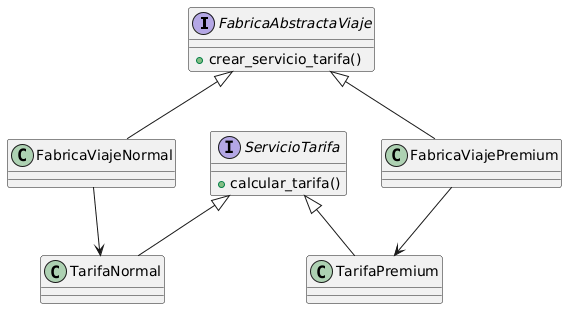 I FabricaAbstractaViaje
crear_servicio_tarifa()
C FabricaViajeNormal
I ServicioTarifa
calcular_tarifa()
C FabricaViajePremium
C TarifaNormal
C TarifaPremium